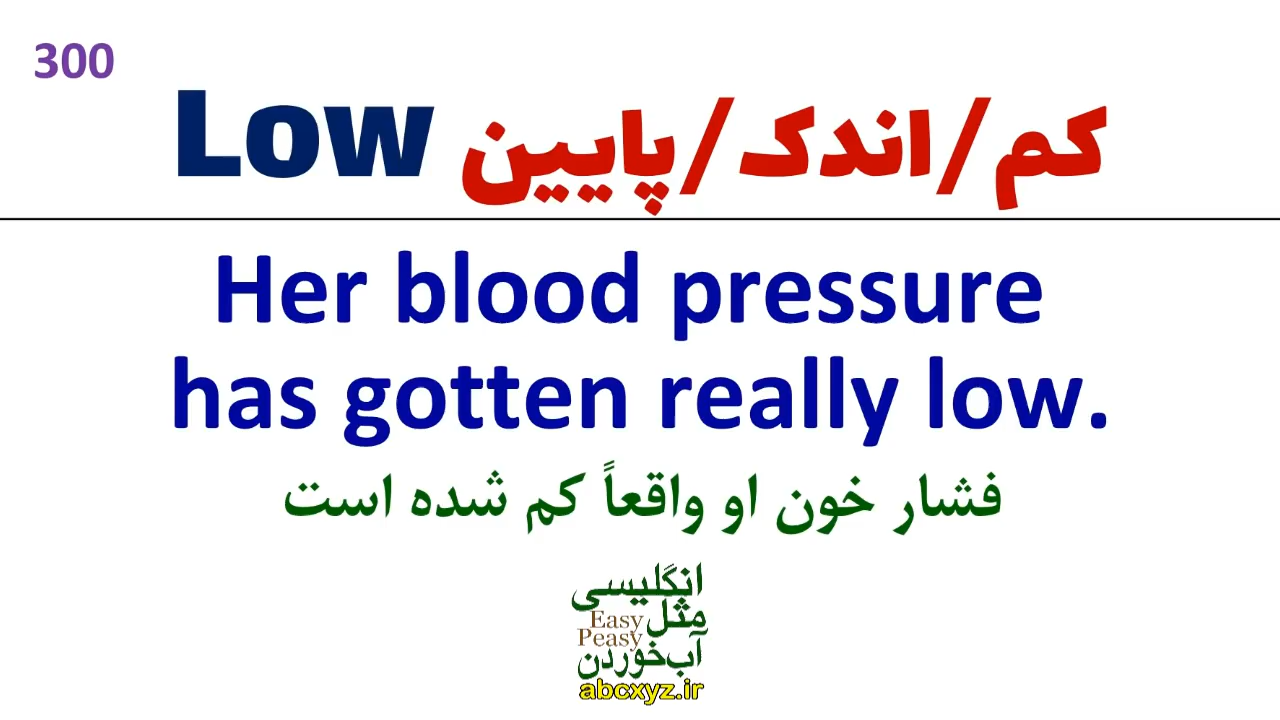 300
Low کم/اندک/پایین
Her blood pressure
has gotten really low.
فشار خون او واقعاً کم شده است
انگلیسی
مثل Easy
Peasy
آب‌خوردن
abcxyz.ir